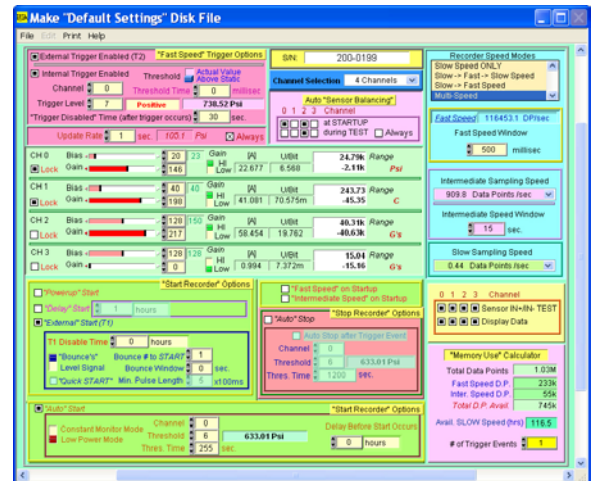 Make "Default Settings" Disk File
File Edit Print Help
External Trigger Enabled (T2) "Fast Speed" Trigger Options
Internal Trigger Enabled Threshold Actual Value Above Static
Channel 0 Threshold Time 0 millisec
Trigger Level 7 Positive 738.52 Psi
"Trigger Disabled" Time (after trigger occurs) 30 sec.
Update Rate 1 sec. 100.1 Psi Always
S/N: 200-0199
Channel Selection 4 Channels
Auto "Sensor Balancing"
0 1 2 3 Channel
at STARTUP
during TEST Always
Recorder Speed Modes
Slow Speed ONLY
Slow -> Fast -> Slow Speed
Slow -> Fast Speed
Multi-Speed
Fast Speed 116453.1 DP/sec
Fast Speed Window
500 millisec
Intermediate Sampling Speed
909.8 Data Points /sec
Intermediate Speed Window
15 sec.
Slow Sampling Speed
0.44 Data Points /sec
CH 0 Bias 20 23 Gain [A] U/Bit 24.79k Range
Lock Gain 146 HI Low 22.677 6.568 -2.11k Psi
CH 1 Bias 40 40 Gain [A] U/Bit 243.73 Range
Lock Gain 198 HI Low 41.081 70.575m -45.35 C
CH 2 Bias 128 150 Gain [A] U/Bit 40.31k Range
Lock Gain 217 HI Low 58.454 19.762 -40.63k G's
CH 3 Bias 128 128 Gain [A] U/Bit 15.04 Range
Lock Gain 0 HI Low 0.994 7.372m -15.16 G's
"Start Recorder" Options
"Powerup" Start
"Delay" Start 1 hours
"External" Start (T1)
T1 Disable Time 0 hours
"Bounce's" Bounce # to START 1
Level Signal Bounce Window 0 sec.
"Quick START" Min. Pulse Length 5 x100ms
"Fast Speed" on Startup
"Intermediate Speed" on Startup
"Stop Recorder" Options
"Auto" Stop
Auto Stop after Trigger Event
Channel 0
Threshold 6 633.01 Psi
Thres. Time 1200 sec.
0 1 2 3 Channel
Sensor IN+/IN- TEST
Display Data
"Memory Use" Calculator
Total Data Points 1.03M
Fast Speed D.P. 233k
Inter. Speed D.P. 55k
Total D.P. Avail. 745k
Avail. SLOW Speed (hrs) 116.5
# of Trigger Events 1
"Auto" Start "Start Recorder" Options
Constant Monitor Mode Channel 0 Delay Before Start Occurs
Low Power Mode Threshold 6 633.01 Psi 0 hours
Thres. Time 255 sec.